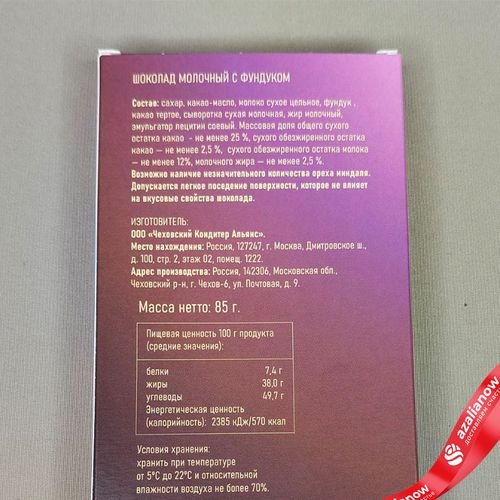 ШОКОЛАД МОЛОЧНЫЙ С ФУНДУКОМ
Состав: сахар, какао-масло, молоко сухое цельное, фундук ,
какао тертое, сыворотка сухая молочная, жир молочный,
эмульгатор лецитин соевый. Массовая доля общего сухого
остатка какао - не менее 25 %, сухого обезжиренного остатка
какао — не менее 2,5 %, сухого обезжиренного остатка молока
— не менее 12%, молочного жира — не менее 2,5 %.
Возможно наличие незначительного количества ореха миндаля.
Допускается легкое поседение поверхности, которое не влияет
на вкусовые свойства шоколада.
ИЗГОТОВИТЕЛЬ:
ООО «Чеховский Кондитер Альянс».
Место нахождения: Россия, 127247, г. Москва, Дмитровское ш.,
д. 100, стр. 2, этаж 02, помещ. 1222.
Адрес производства: Россия, 142306, Московская обл.,
Чеховский р-н, г. Чехов-6, ул. Почтовая, д. 9.
Масса нетто: 85 г.
Пищевая ценность 100 г продукта
(средние значения):
белки 7,4 г
жиры 38,0 г
углеводы 49,7 г
Энергетическая ценность
(калорийность): 2385 кДж/570 ккал
Условия хранения:
хранить при температуре
от 5°С до 22°С и относительной
влажности воздуха не более 70%.
azalianow
доставляем счастье